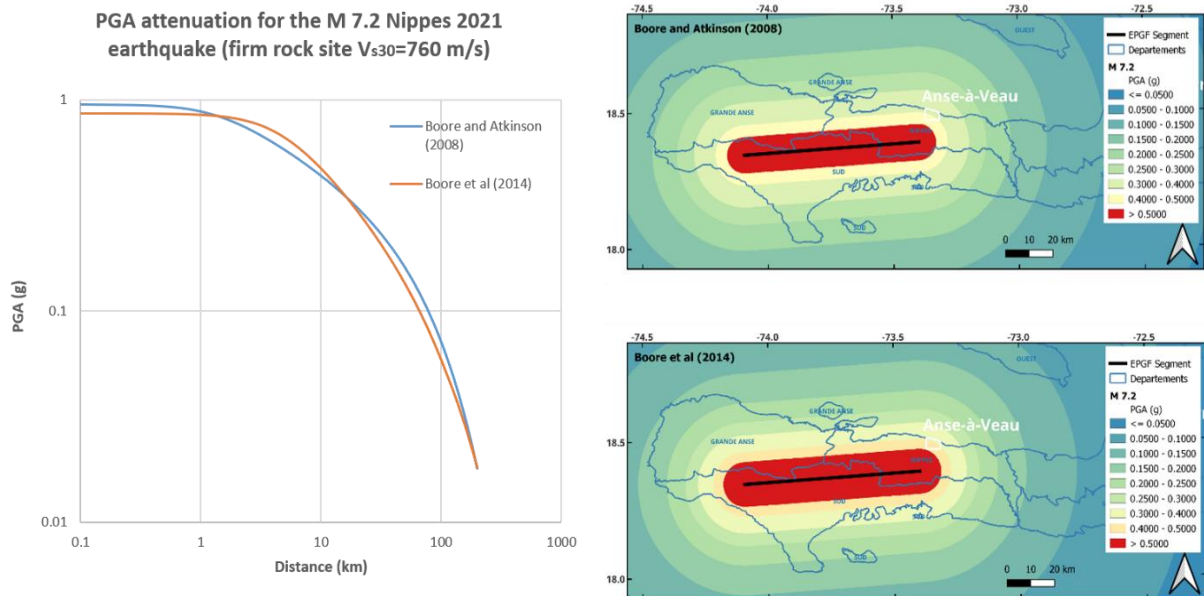 PGA attenuation for the M 7.2 Nippes 2021
earthquake (firm rock site Vs30=760 m/s)
1
0.1
0.01
PGA (g)
0.1
1
10
100
1000
Distance (km)
Boore and Atkinson
(2008)
Boore et al (2014)
-74.5
-74.0
-73.5
-73.0
-72.5
18.5
18.0
Boore and Atkinson (2008)
OUEST
GRANDE ANSE
GRANDE ANSE
Anse-à-Veau
SUD
SUD
EPGF Segment
Departements
M 7.2
PGA (g)
<= 0.0500
0.0500 - 0.1000
0.1000 - 0.1500
0.1500 - 0.2000
0.2000 - 0.2500
0.2500 - 0.3000
0.3000 - 0.4000
0.4000 - 0.5000
> 0.5000
0 10 20 km
-74.5
-74.0
-73.5
-73.0
-72.5
18.5
18.0
Boore et al (2014)
OUEST
GRANDE ANSE
GRANDE ANSE
Anse-à-Veau
SUD
SUD
EPGF Segment
Departements
M 7.2
PGA (g)
<= 0.0500
0.0500 - 0.1000
0.1000 - 0.1500
0.1500 - 0.2000
0.2000 - 0.2500
0.2500 - 0.3000
0.3000 - 0.4000
0.4000 - 0.5000
> 0.5000
0 10 20 km